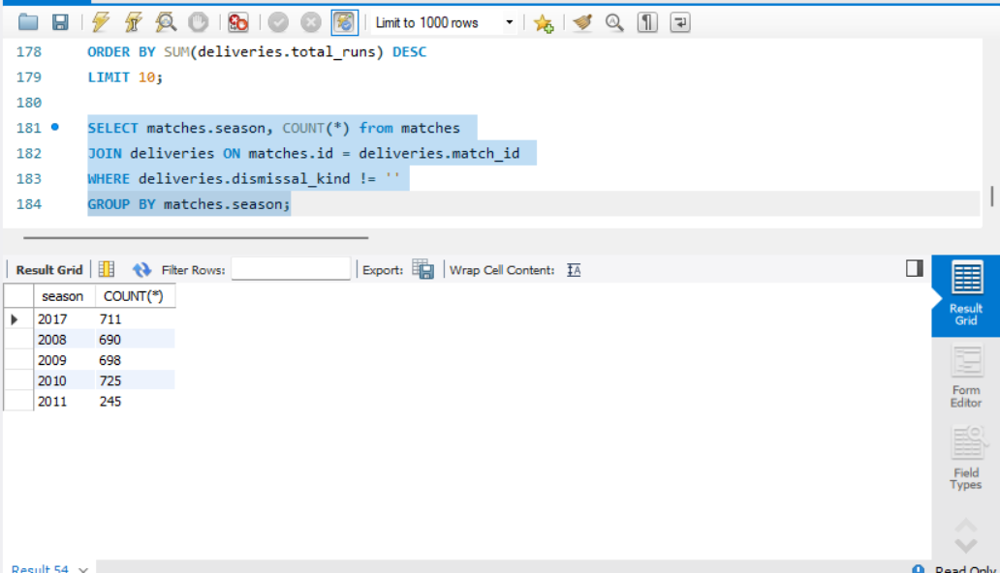 Limit to 1000 rows
178 ORDER BY SUM(deliveries.total_runs) DESC
179 LIMIT 10;
180
181 SELECT matches.season, COUNT(*) from matches
182 JOIN deliveries ON matches.id = deliveries.match_id
183 WHERE deliveries.dismissal_kind != ''
184 GROUP BY matches.season;
Result Grid Filter Rows: Export: Wrap Cell Content:
season COUNT(*)
2017 711
2008 690
2009 698
2010 725
2011 245
Result
Grid
Form
Editor
Field
Types
Result 54
Read Only